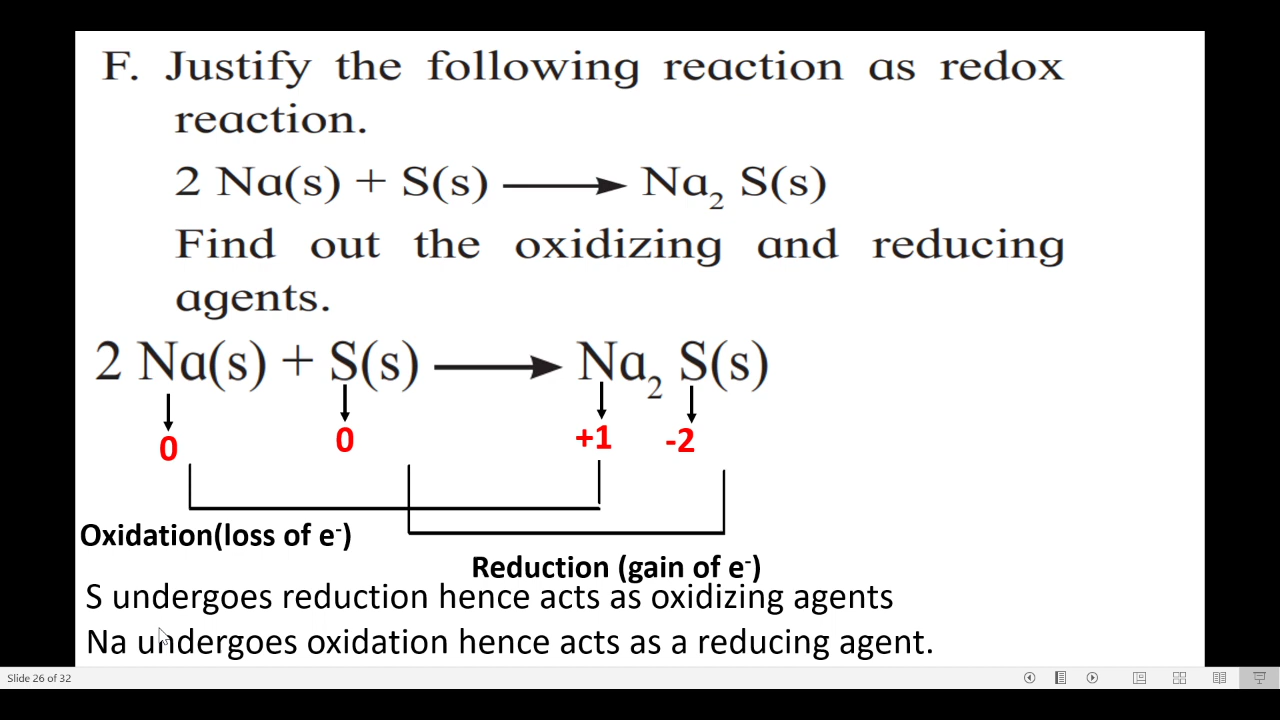 F. Justify the following reaction as redox
reaction.
2 Na(s) + S(s) ⟶ Na₂ S(s)
Find out the oxidizing and reducing
agents.
2 Na(s) + S(s) ⟶ Na₂ S(s)
0 0 +1 -2
Oxidation(loss of e⁻)
Reduction (gain of e⁻)
S undergoes reduction hence acts as oxidizing agents
Na undergoes oxidation hence acts as a reducing agent.
Slide 26 of 32